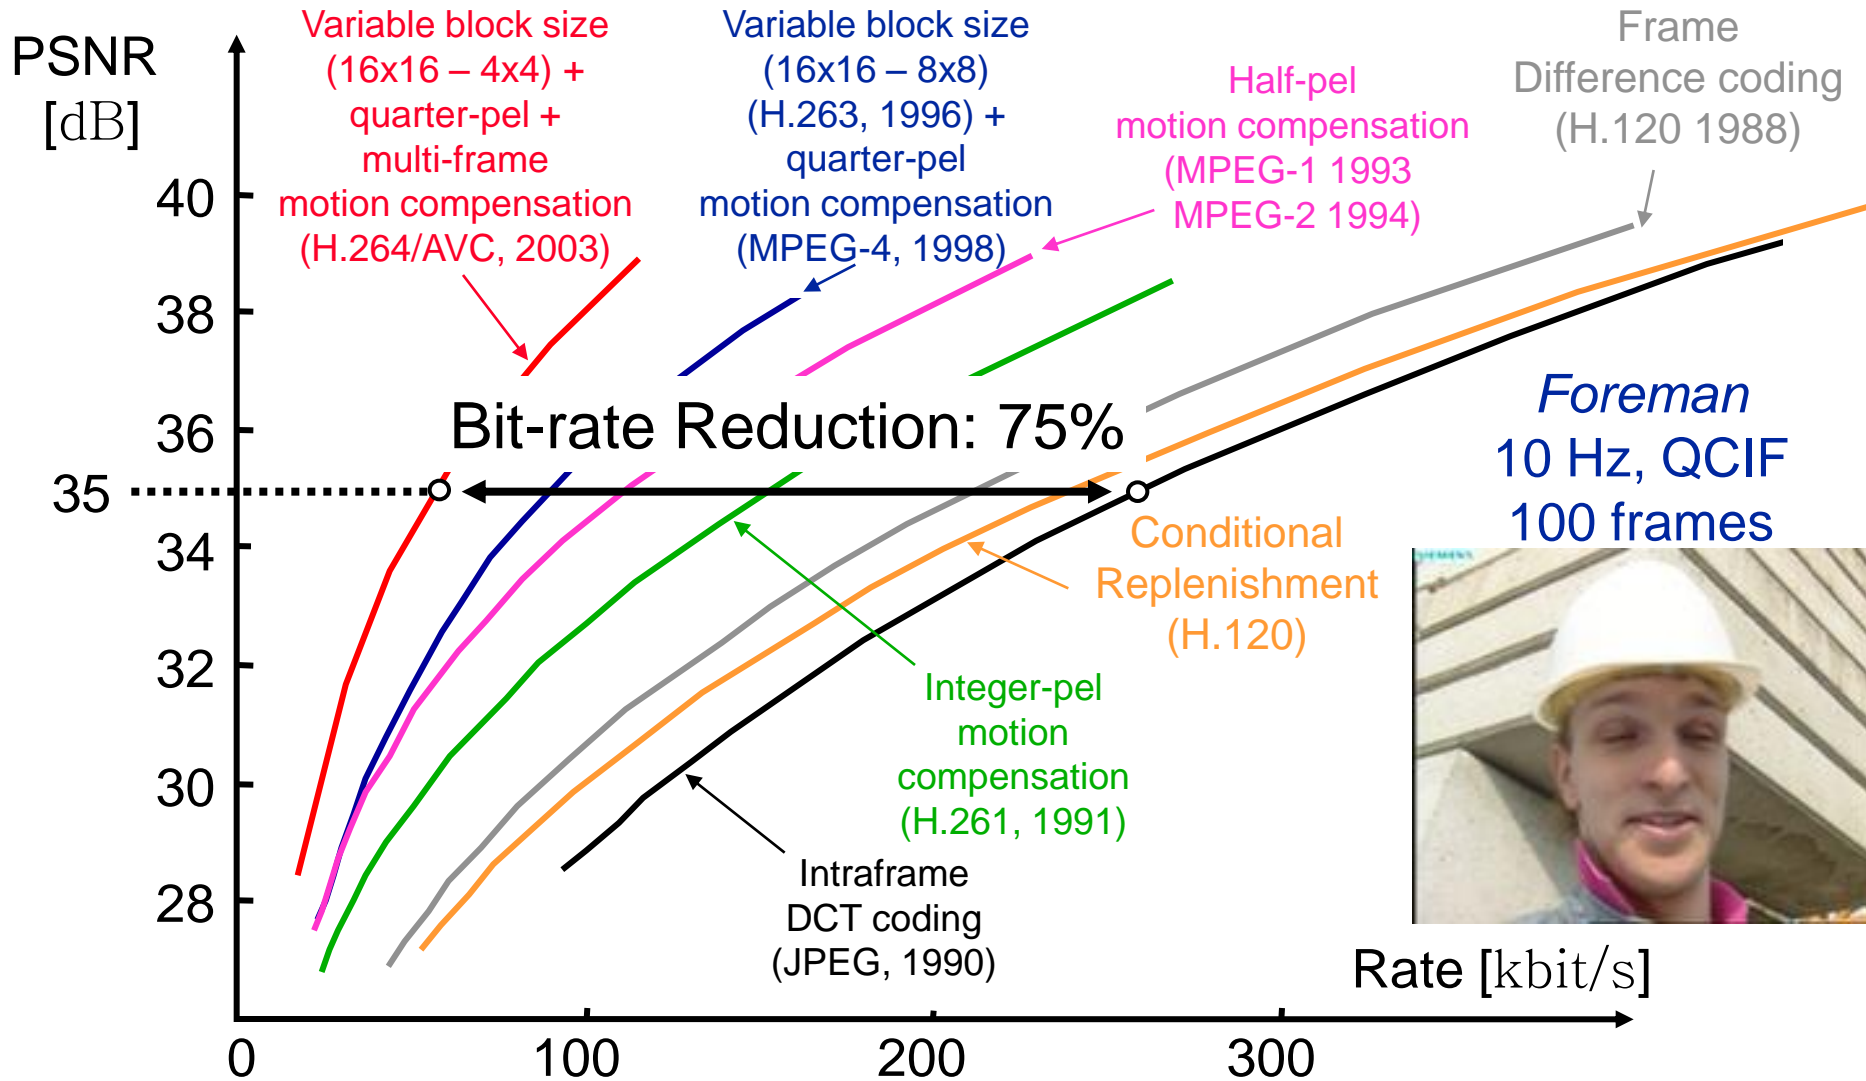 PSNR
[dB]
Variable block size
(16x16 – 4x4) +
quarter-pel +
multi-frame
motion compensation
(H.264/AVC, 2003)
Variable block size
(16x16 – 8x8)
(H.263, 1996) +
quarter-pel
motion compensation
(MPEG-4, 1998)
Half-pel
motion compensation
(MPEG-1 1993
MPEG-2 1994)
Frame
Difference coding
(H.120 1988)
40
38
36
35
34
32
30
28
Bit-rate Reduction: 75%
Foreman
10 Hz, QCIF
100 frames
SIEMENS
Conditional
Replenishment
(H.120)
Integer-pel
motion
compensation
(H.261, 1991)
Intraframe
DCT coding
(JPEG, 1990)
Rate [kbit/s]
0
100
200
300